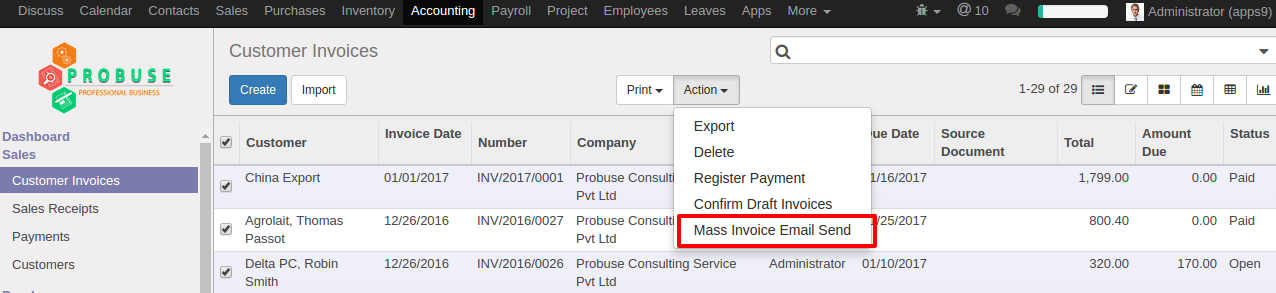 Discuss Calendar Contacts Sales Purchases Inventory Accounting Payroll Project Employees Leaves Apps More @ 10 Administrator (apps9)
PROBUSE
PROFESSIONAL BUSINESS
Customer Invoices
Create Import Print Action 1-29 of 29
Export
Delete
Register Payment
Confirm Draft Invoices
Mass Invoice Email Send
Dashboard
Sales
Customer Invoices
Sales Receipts
Payments
Customers
Customer Invoice Date Number Company Due Date Source Document Total Amount Due Status
China Export 01/01/2017 INV/2017/0001 Probuse Consulti 1/16/2017 1,799.00 0.00 Paid
Pvt Ltd
Agrolait, Thomas 12/26/2016 INV/2016/0027 Probuse Consulti /25/2017 800.40 0.00 Paid
Passot Pvt Ltd
Delta PC, Robin 12/26/2016 INV/2016/0026 Probuse Consulting Service Administrator 01/10/2017 320.00 170.00 Open
Smith Pvt Ltd